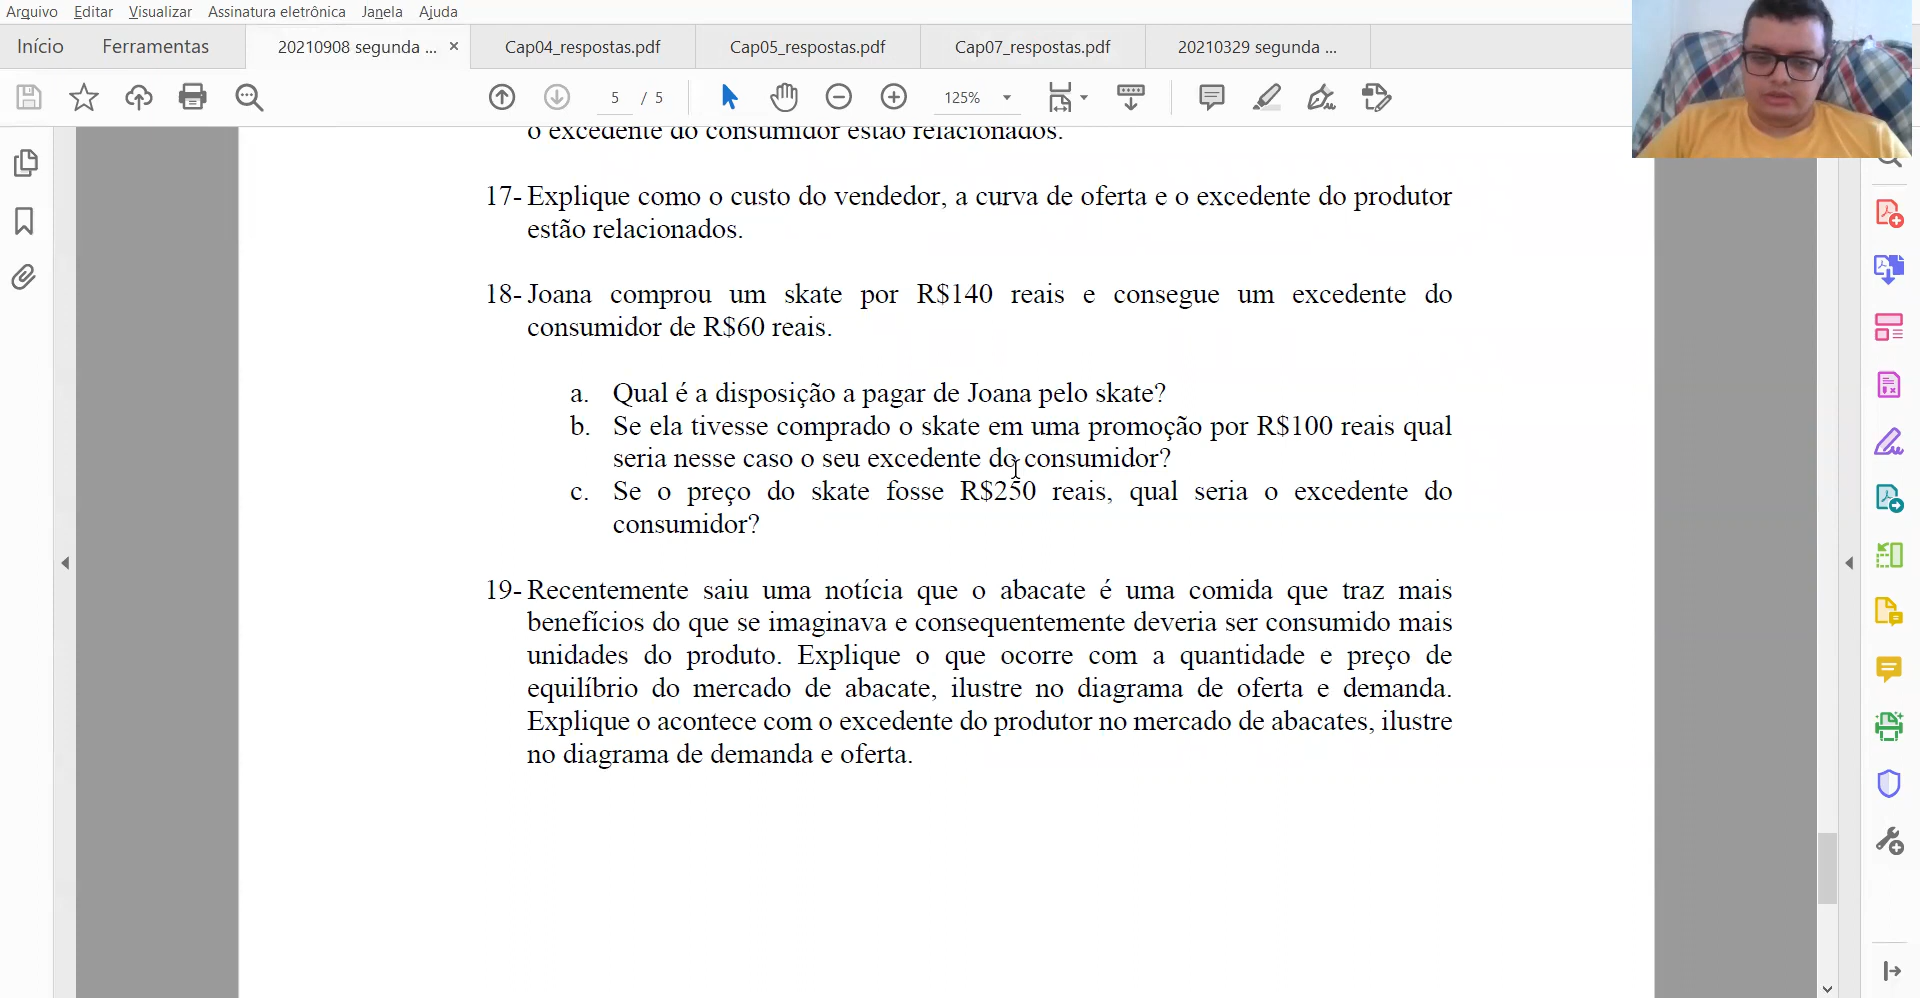 Arquivo Editar Visualizar Assinatura eletrônica Janela Ajuda
Início Ferramentas 20210908 segunda ... × Cap04_respostas.pdf Cap05_respostas.pdf Cap07_respostas.pdf 20210329 segunda ...
5 / 5 125%
o excedente do consumidor estão relacionados.
17- Explique como o custo do vendedor, a curva de oferta e o excedente do produtor
estão relacionados.
18- Joana comprou um skate por R$140 reais e consegue um excedente do
consumidor de R$60 reais.
a. Qual é a disposição a pagar de Joana pelo skate?
b. Se ela tivesse comprado o skate em uma promoção por R$100 reais qual
seria nesse caso o seu excedente do consumidor?
c. Se o preço do skate fosse R$250 reais, qual seria o excedente do
consumidor?
19- Recentemente saiu uma notícia que o abacate é uma comida que traz mais
benefícios do que se imaginava e consequentemente deveria ser consumido mais
unidades do produto. Explique o que ocorre com a quantidade e preço de
equilíbrio do mercado de abacate, ilustre no diagrama de oferta e demanda.
Explique o acontece com o excedente do produtor no mercado de abacates, ilustre
no diagrama de demanda e oferta.